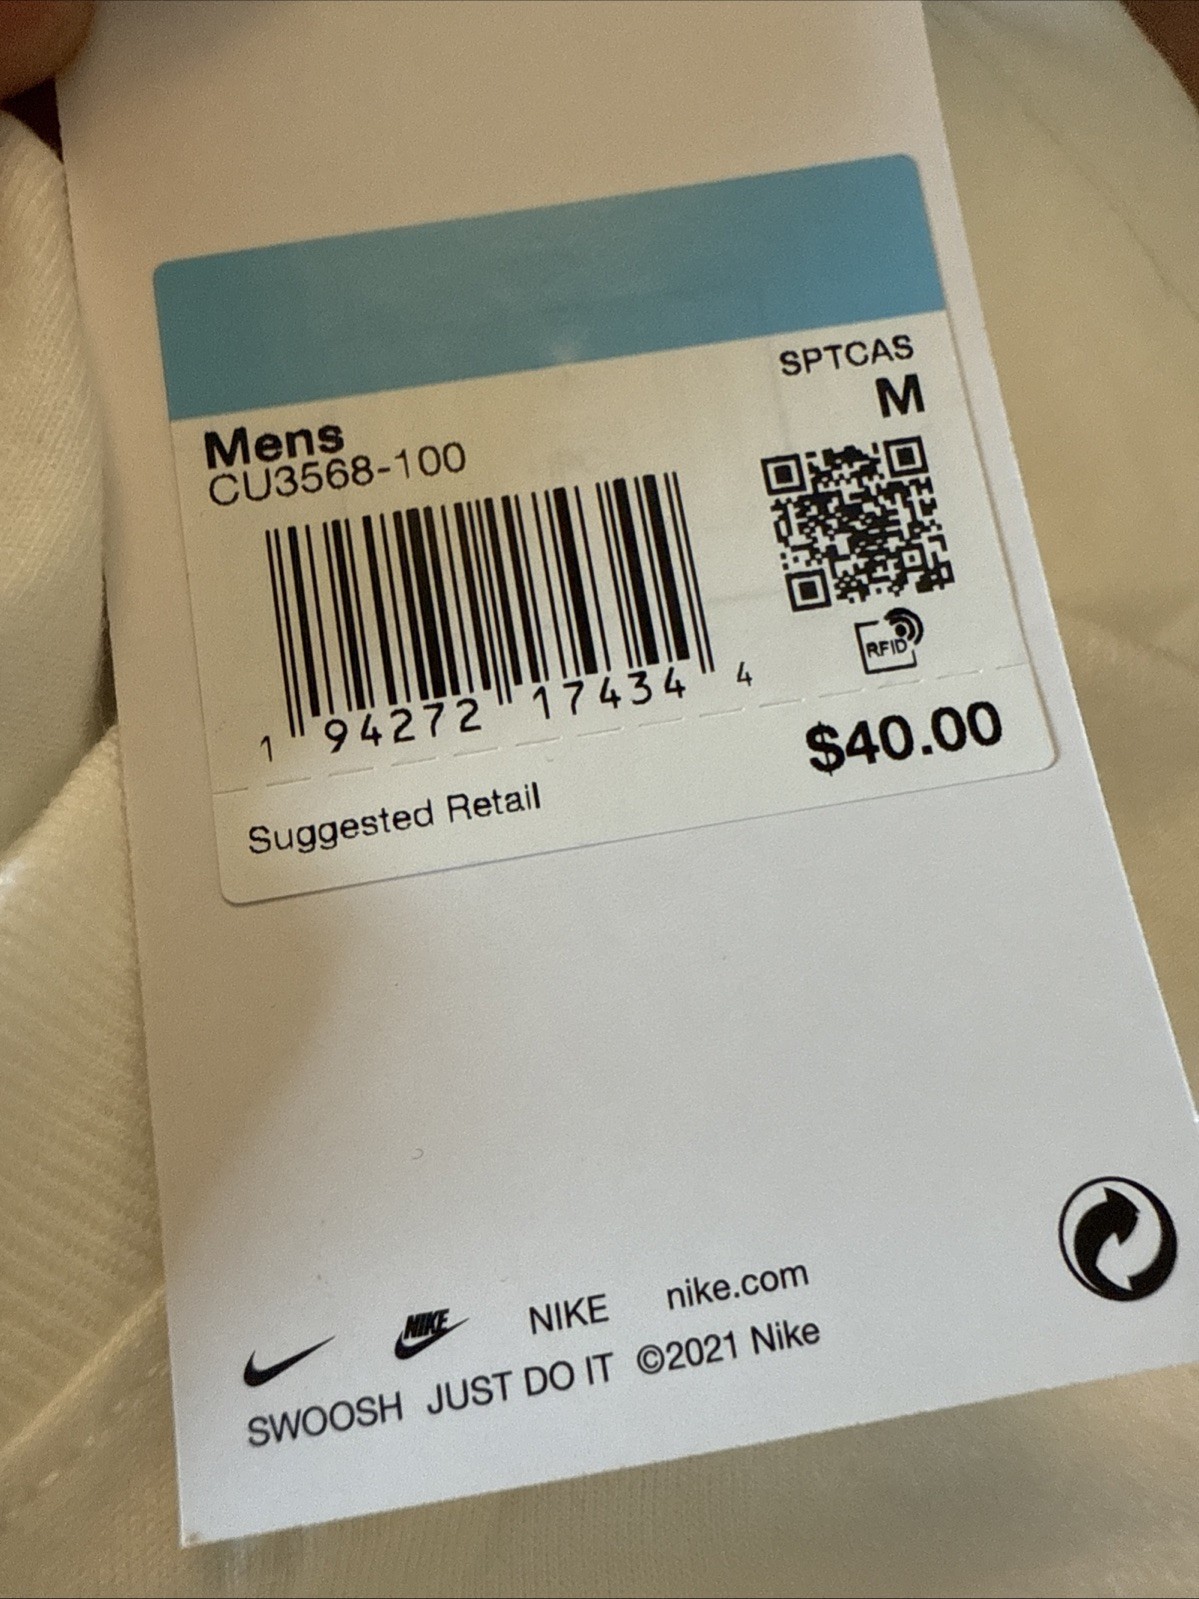 SPTCAS
M
Mens
CU3568-100
1 94272 17434 4
RFID
Suggested Retail $40.00
NIKE NIKE nike.com
SWOOSH JUST DO IT ©2021 Nike